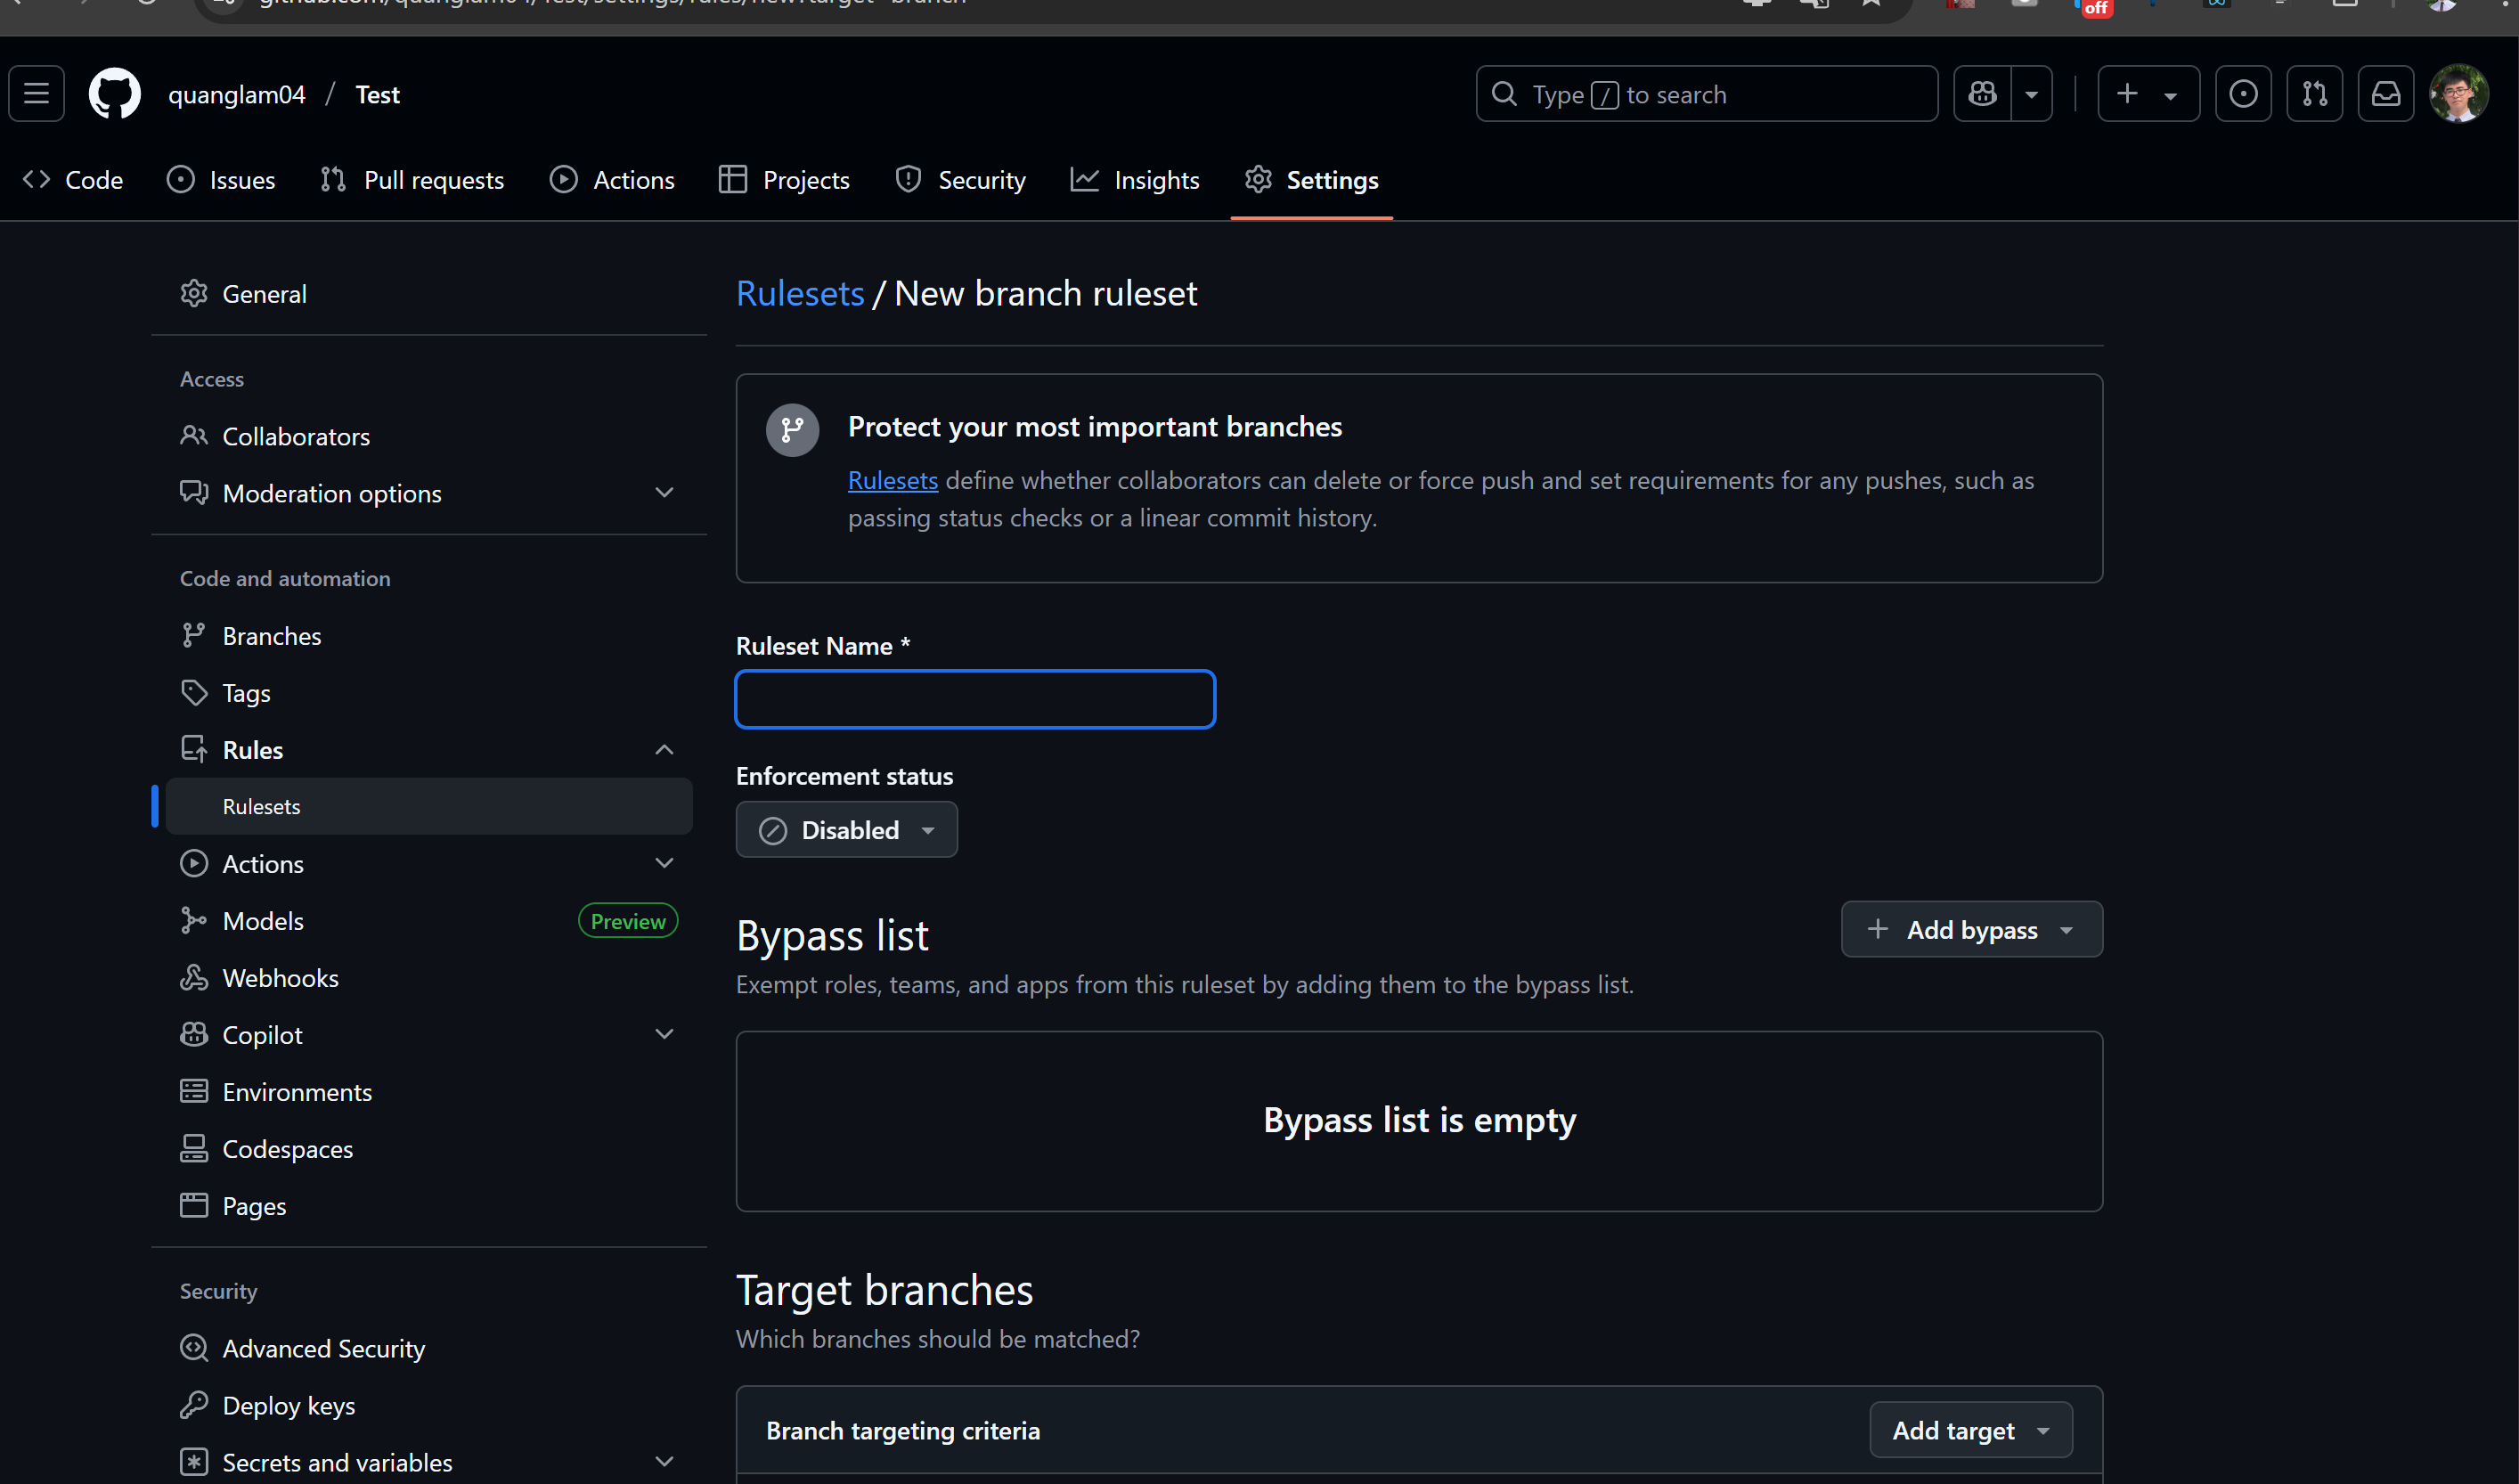 off
quanglam04 / Test
Type / to search
Code
Issues
Pull requests
Actions
Projects
Security
Insights
Settings
General
Access
Collaborators
Moderation options
Code and automation
Branches
Tags
Rules
Rulesets
Actions
Models
Preview
Webhooks
Copilot
Environments
Codespaces
Pages
Security
Advanced Security
Deploy keys
Secrets and variables
Rulesets / New branch ruleset
Protect your most important branches
Rulesets define whether collaborators can delete or force push and set requirements for any pushes, such as
passing status checks or a linear commit history.
Ruleset Name *
Enforcement status
Disabled
Bypass list
Add bypass
Exempt roles, teams, and apps from this ruleset by adding them to the bypass list.
Bypass list is empty
Target branches
Which branches should be matched?
Branch targeting criteria
Add target